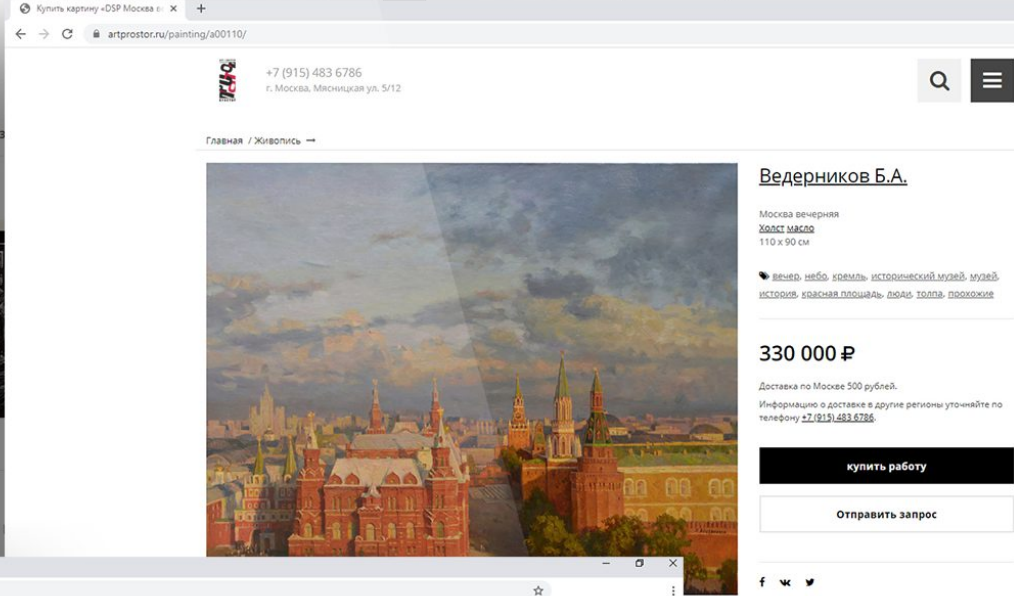 Купить картину «DSP Москва ве
artprostor.ru/painting/a00110/
+7 (915) 483 6786
г. Москва, Мясницкая ул. 5/12
Главная / Живопись →
Ведерников Б.А.
Москва вечерняя
Холст масло
110 x 90 см
вечер, небо, кремль, исторический музей, музей,
история, красная площадь, люди, толпа, прохожие
330 000 ₽
Доставка по Москве 500 рублей.
Информацию о доставке в другие регионы уточняйте по
телефону +7 (915) 483 6786.
купить работу
Отправить запрос